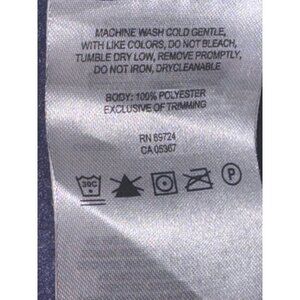 MACHINE WASH COLD GENTLE,
WITH LIKE COLORS, DO NOT BLEACH,
TUMBLE DRY LOW, REMOVE PROMPTLY,
DO NOT IRON, DRYCLEANABLE
BODY: 100% POLYESTER
EXCLUSIVE OF TRIMMING
RN 69724
CA 05367
30C P